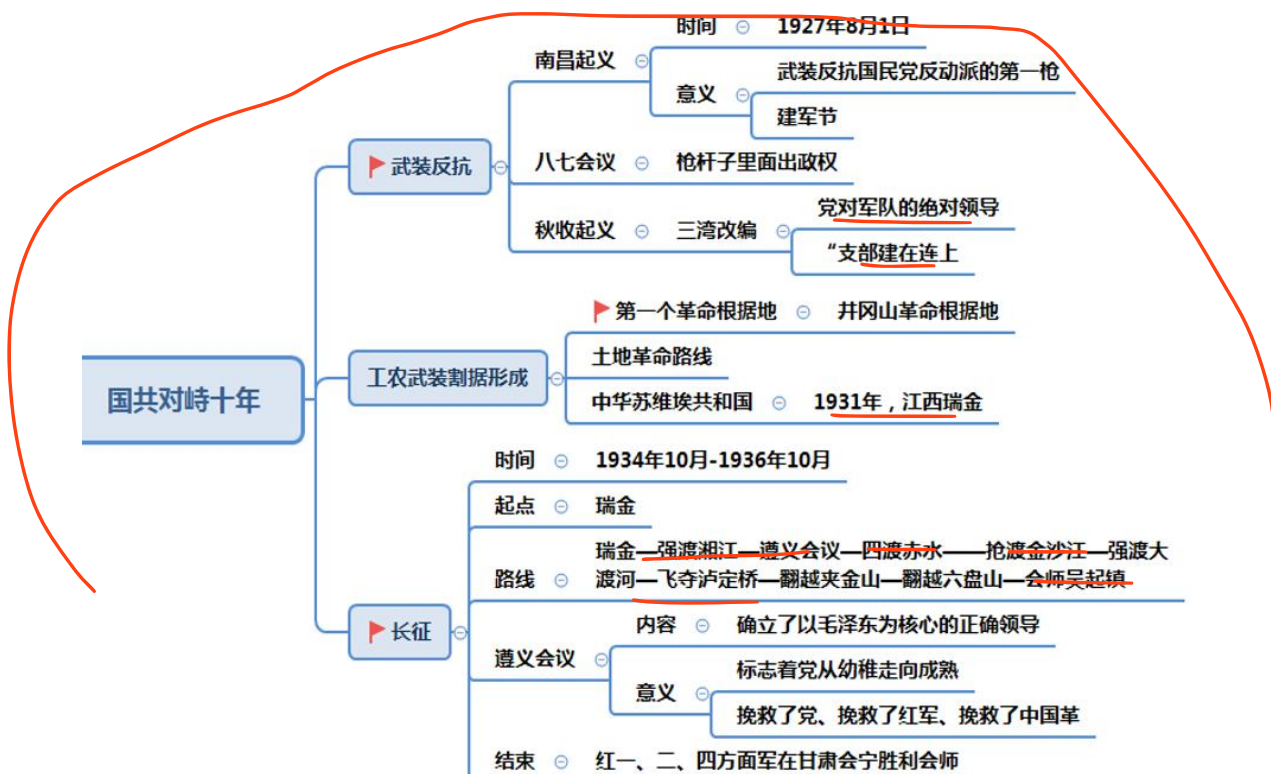 时间 1927年8月1日
南昌起义
武装反抗国民党反动派的第一枪
意义
建军节
武装反抗
八七会议 枪杆子里面出政权
党对军队的绝对领导
秋收起义 三湾改编
“支部建在连上
第一个革命根据地 井冈山革命根据地
土地革命路线
工农武装割据形成
国共对峙十年
中华苏维埃共和国 1931年，江西瑞金
时间 1934年10月-1936年10月
起点 瑞金
瑞金—强渡湘江—遵义会议—四渡赤水——抢渡金沙江—强渡大
路线 渡河—飞夺泸定桥—翻越夹金山—翻越六盘山—会师吴起镇
内容 确立了以毛泽东为核心的正确领导
长征
遵义会议
标志着党从幼稚走向成熟
意义
挽救了党、挽救了红军、挽救了中国革
结束 红一、二、四方面军在甘肃会宁胜利会师